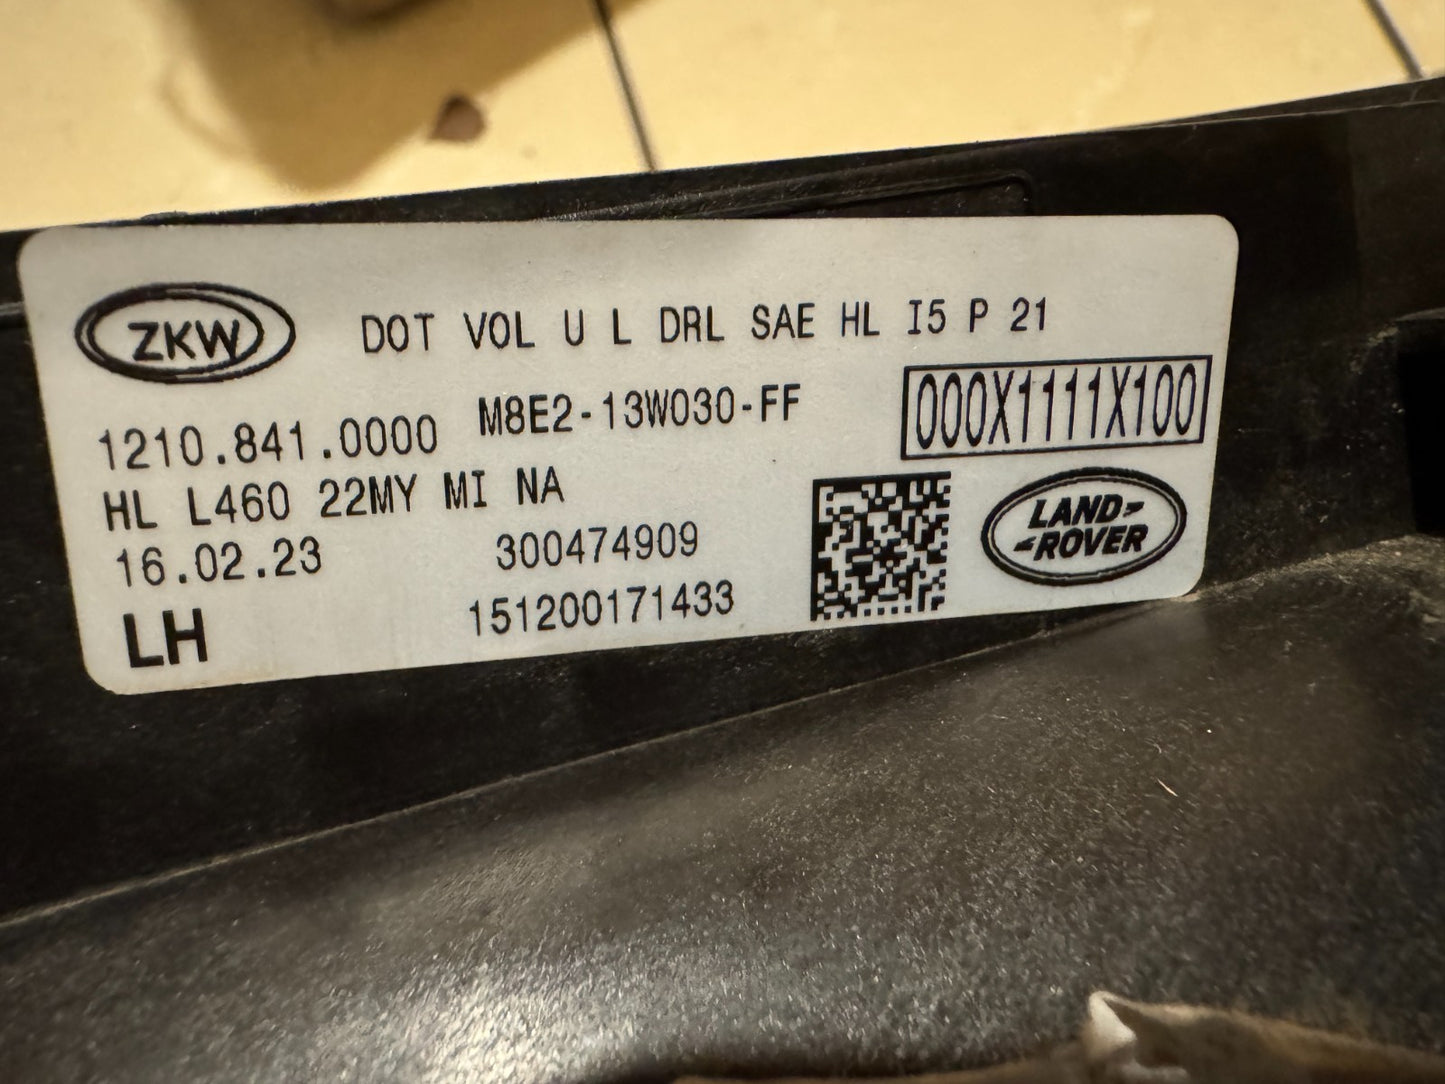 ZKW
DOT VOL U L DRL SAE HL I5 P 21
1210.841.0000 M8E2-13W030-FF
000X1111X100
HL L460 22MY MI NA
16.02.23 300474909
LH 151200171433
LAND
ROVER